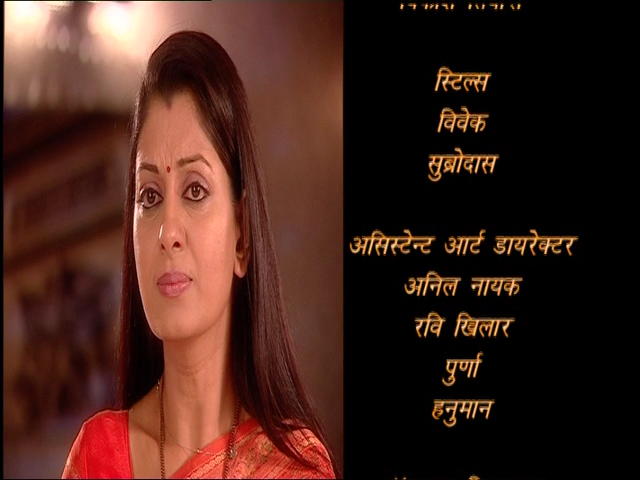 स्टिल्स
विवेक
सुब्रोदास
असिस्टेन्ट आर्ट डायरेक्टर
अनिल नायक
रवि खिलार
पुर्णा
हनुमान